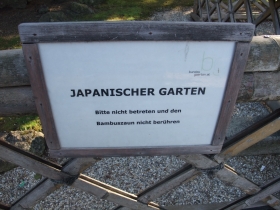 JAPANISCHER GARTEN
Bitte nicht betreten und den
Bambuszaun nicht berühren